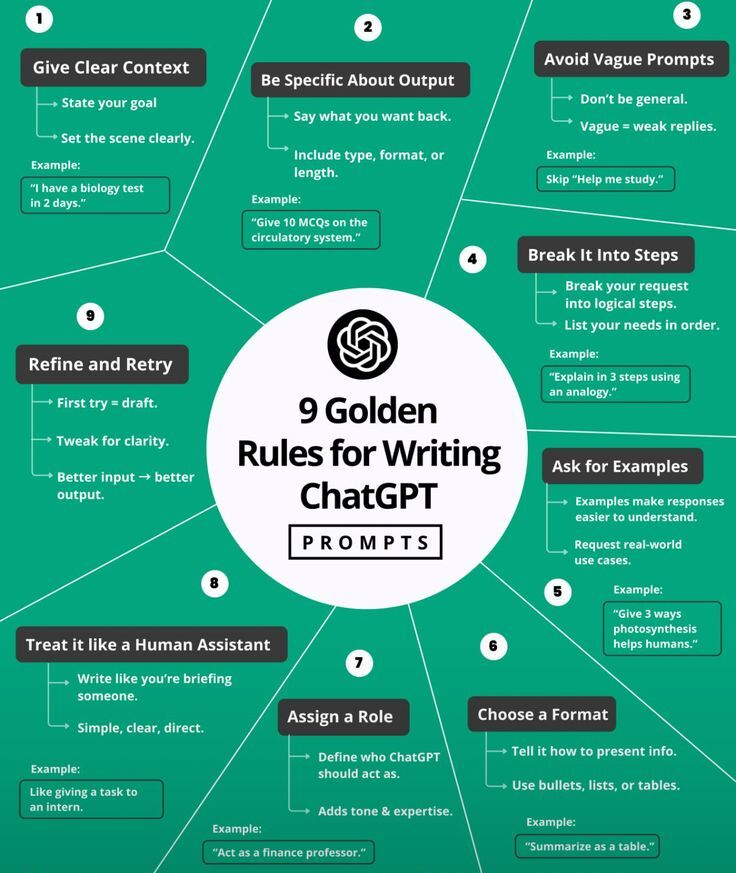 9 Golden
Rules for Writing
ChatGPT
PROMPTS
1
Give Clear Context
State your goal
Set the scene clearly.
Example:
“I have a biology test
in 2 days.“
2
Be Specific About Output
Say what you want back.
Include type, format, or
length.
Example:
“Give 10 MCQs on the
circulatory system.“
3
Avoid Vague Prompts
Don’t be general.
Vague = weak replies.
Example:
Skip “Help me study.“
4
Break It Into Steps
Break your request
into logical steps.
List your needs in order.
Example:
“Explain in 3 steps using
an analogy.“
Ask for Examples
Examples make responses
easier to understand.
Request real-world
use cases.
5
Example:
“Give 3 ways
photosynthesis
helps humans.“
6
Choose a Format
Tell it how to present info.
Use bullets, lists, or tables.
Example:
“Summarize as a table.“
7
Assign a Role
Define who ChatGPT
should act as.
Adds tone & expertise.
Example:
“Act as a finance professor.“
8
Treat it like a Human Assistant
Write like you’re briefing
someone.
Simple, clear, direct.
Example:
Like giving a task to
an intern.
9
Refine and Retry
First try = draft.
Tweak for clarity.
Better input → better
output.